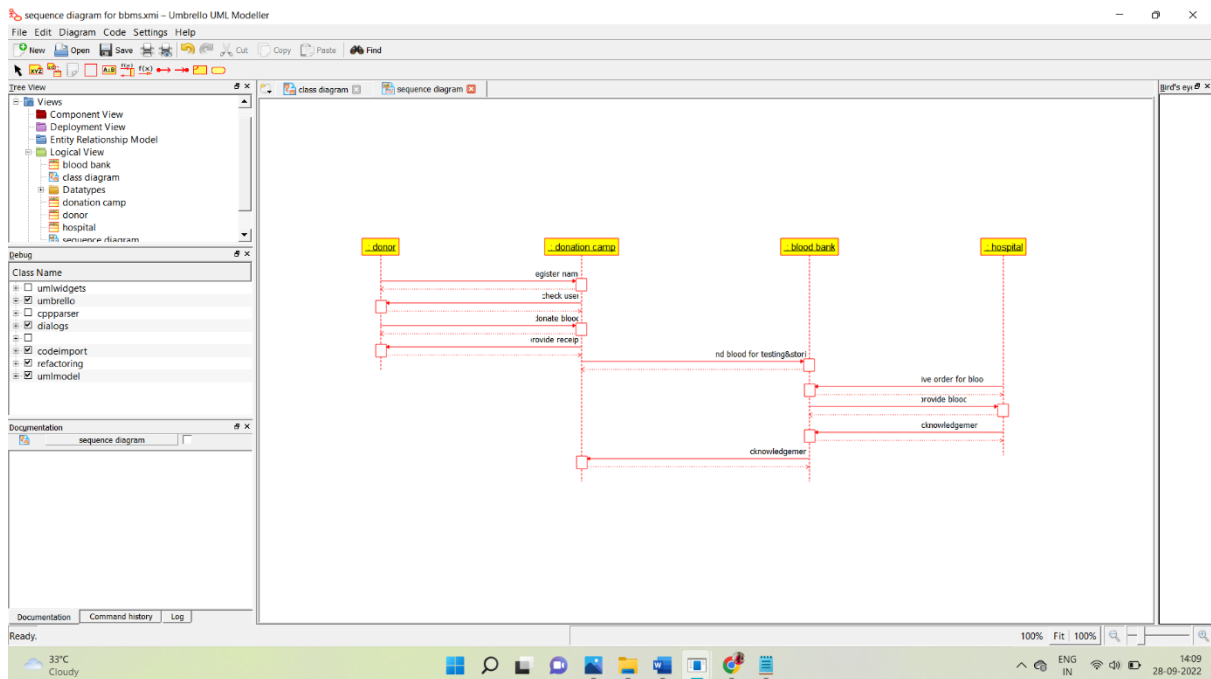 sequence diagram for bbms.xmi – Umbrello UML Modeller
File Edit Diagram Code Settings Help
New Open Save Cut Copy Paste Find
Tree View
class diagram sequence diagram
Bird's eye
Views
Component View
Deployment View
Entity Relationship Model
Logical View
blood bank
class diagram
Datatypes
donation camp
donor
hospital
sequence diagram
Debug
Class Name
umlwidgets
umbrello
cppparser
dialogs
codeimport
refactoring
umlmodel
Documentation
sequence diagram
Documentation Command history Log
: donor : donation camp : blood bank : hospital
egister nam
check user
donate blood
rovide receip
nd blood for testing&stori
ive order for bloo
provide blood
cknowledgemer
cknowledgemer
Ready.
100% Fit 100%
33°C
Cloudy
ENG
IN
14:09
28-09-2022